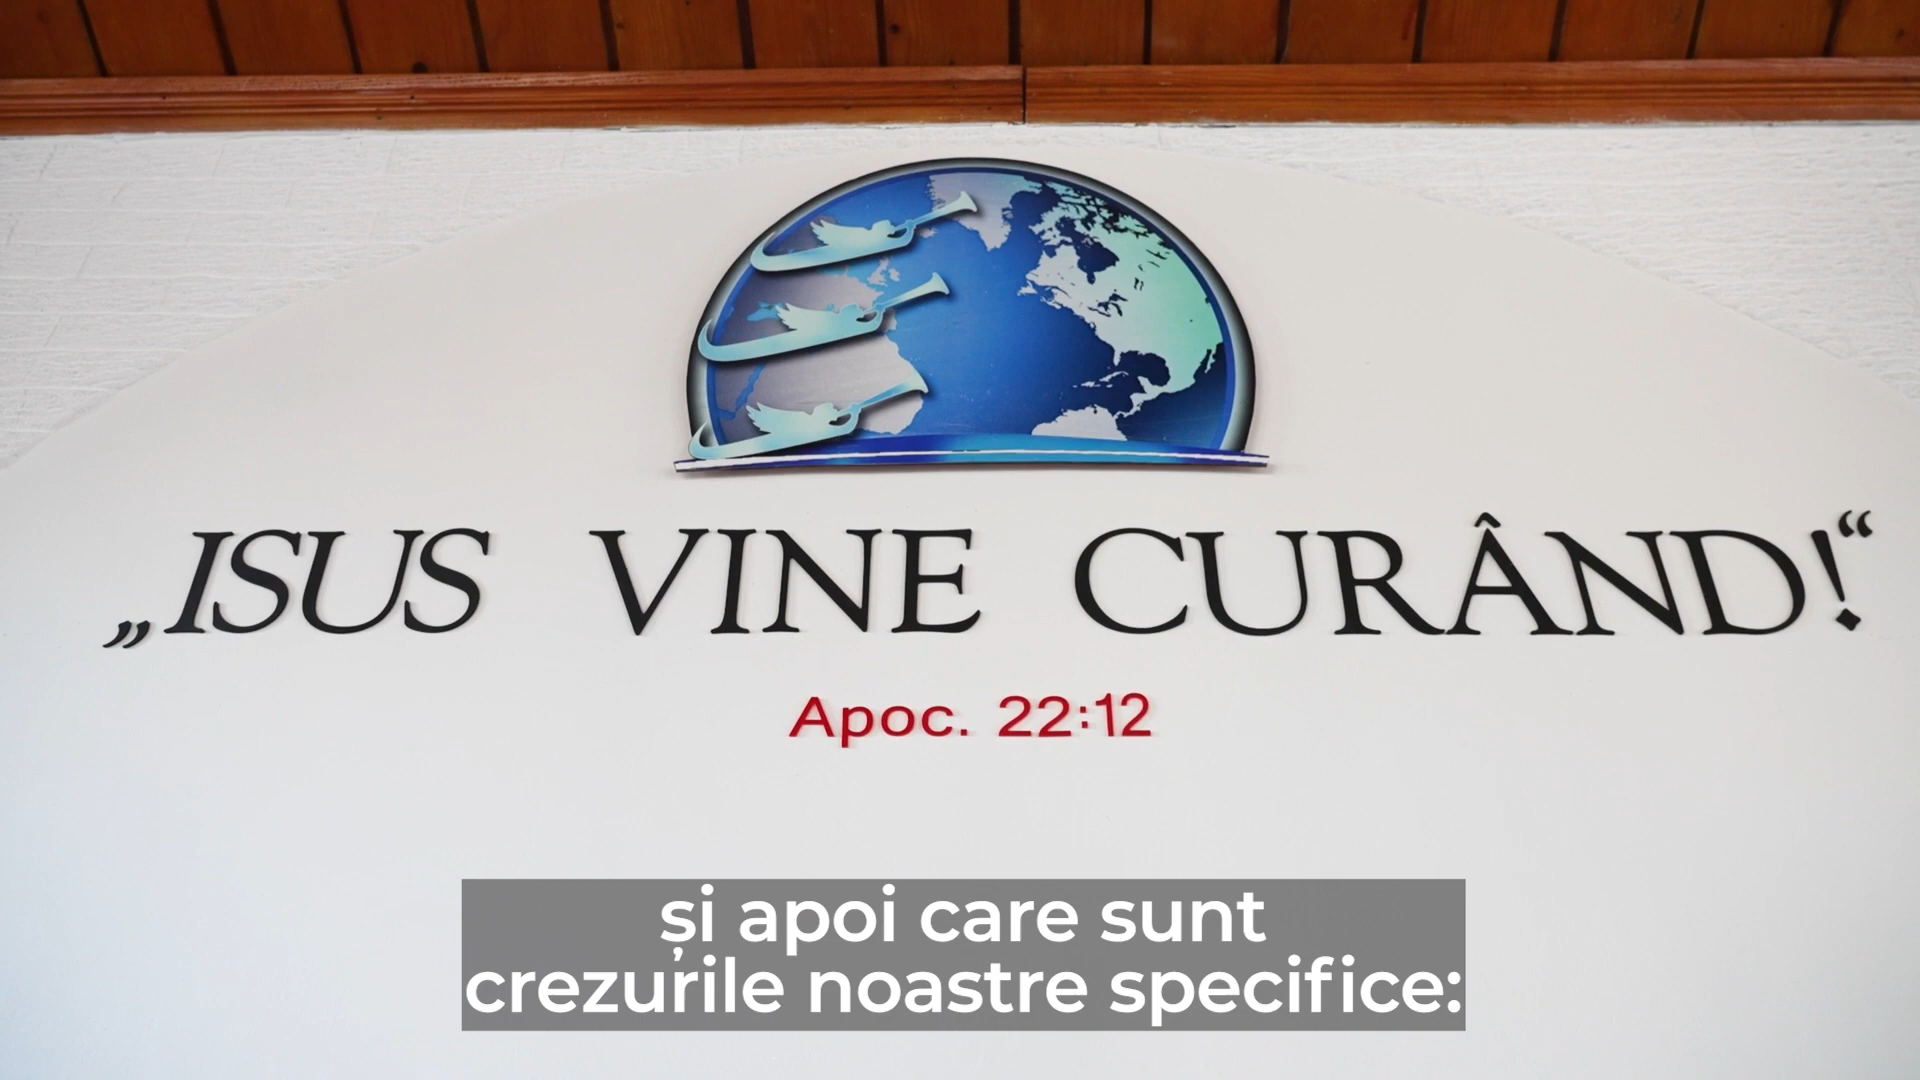 „ISUS VINE CURÂND!“
Apoc. 22:12
și apoi care sunt
crezurile noastre specifice: